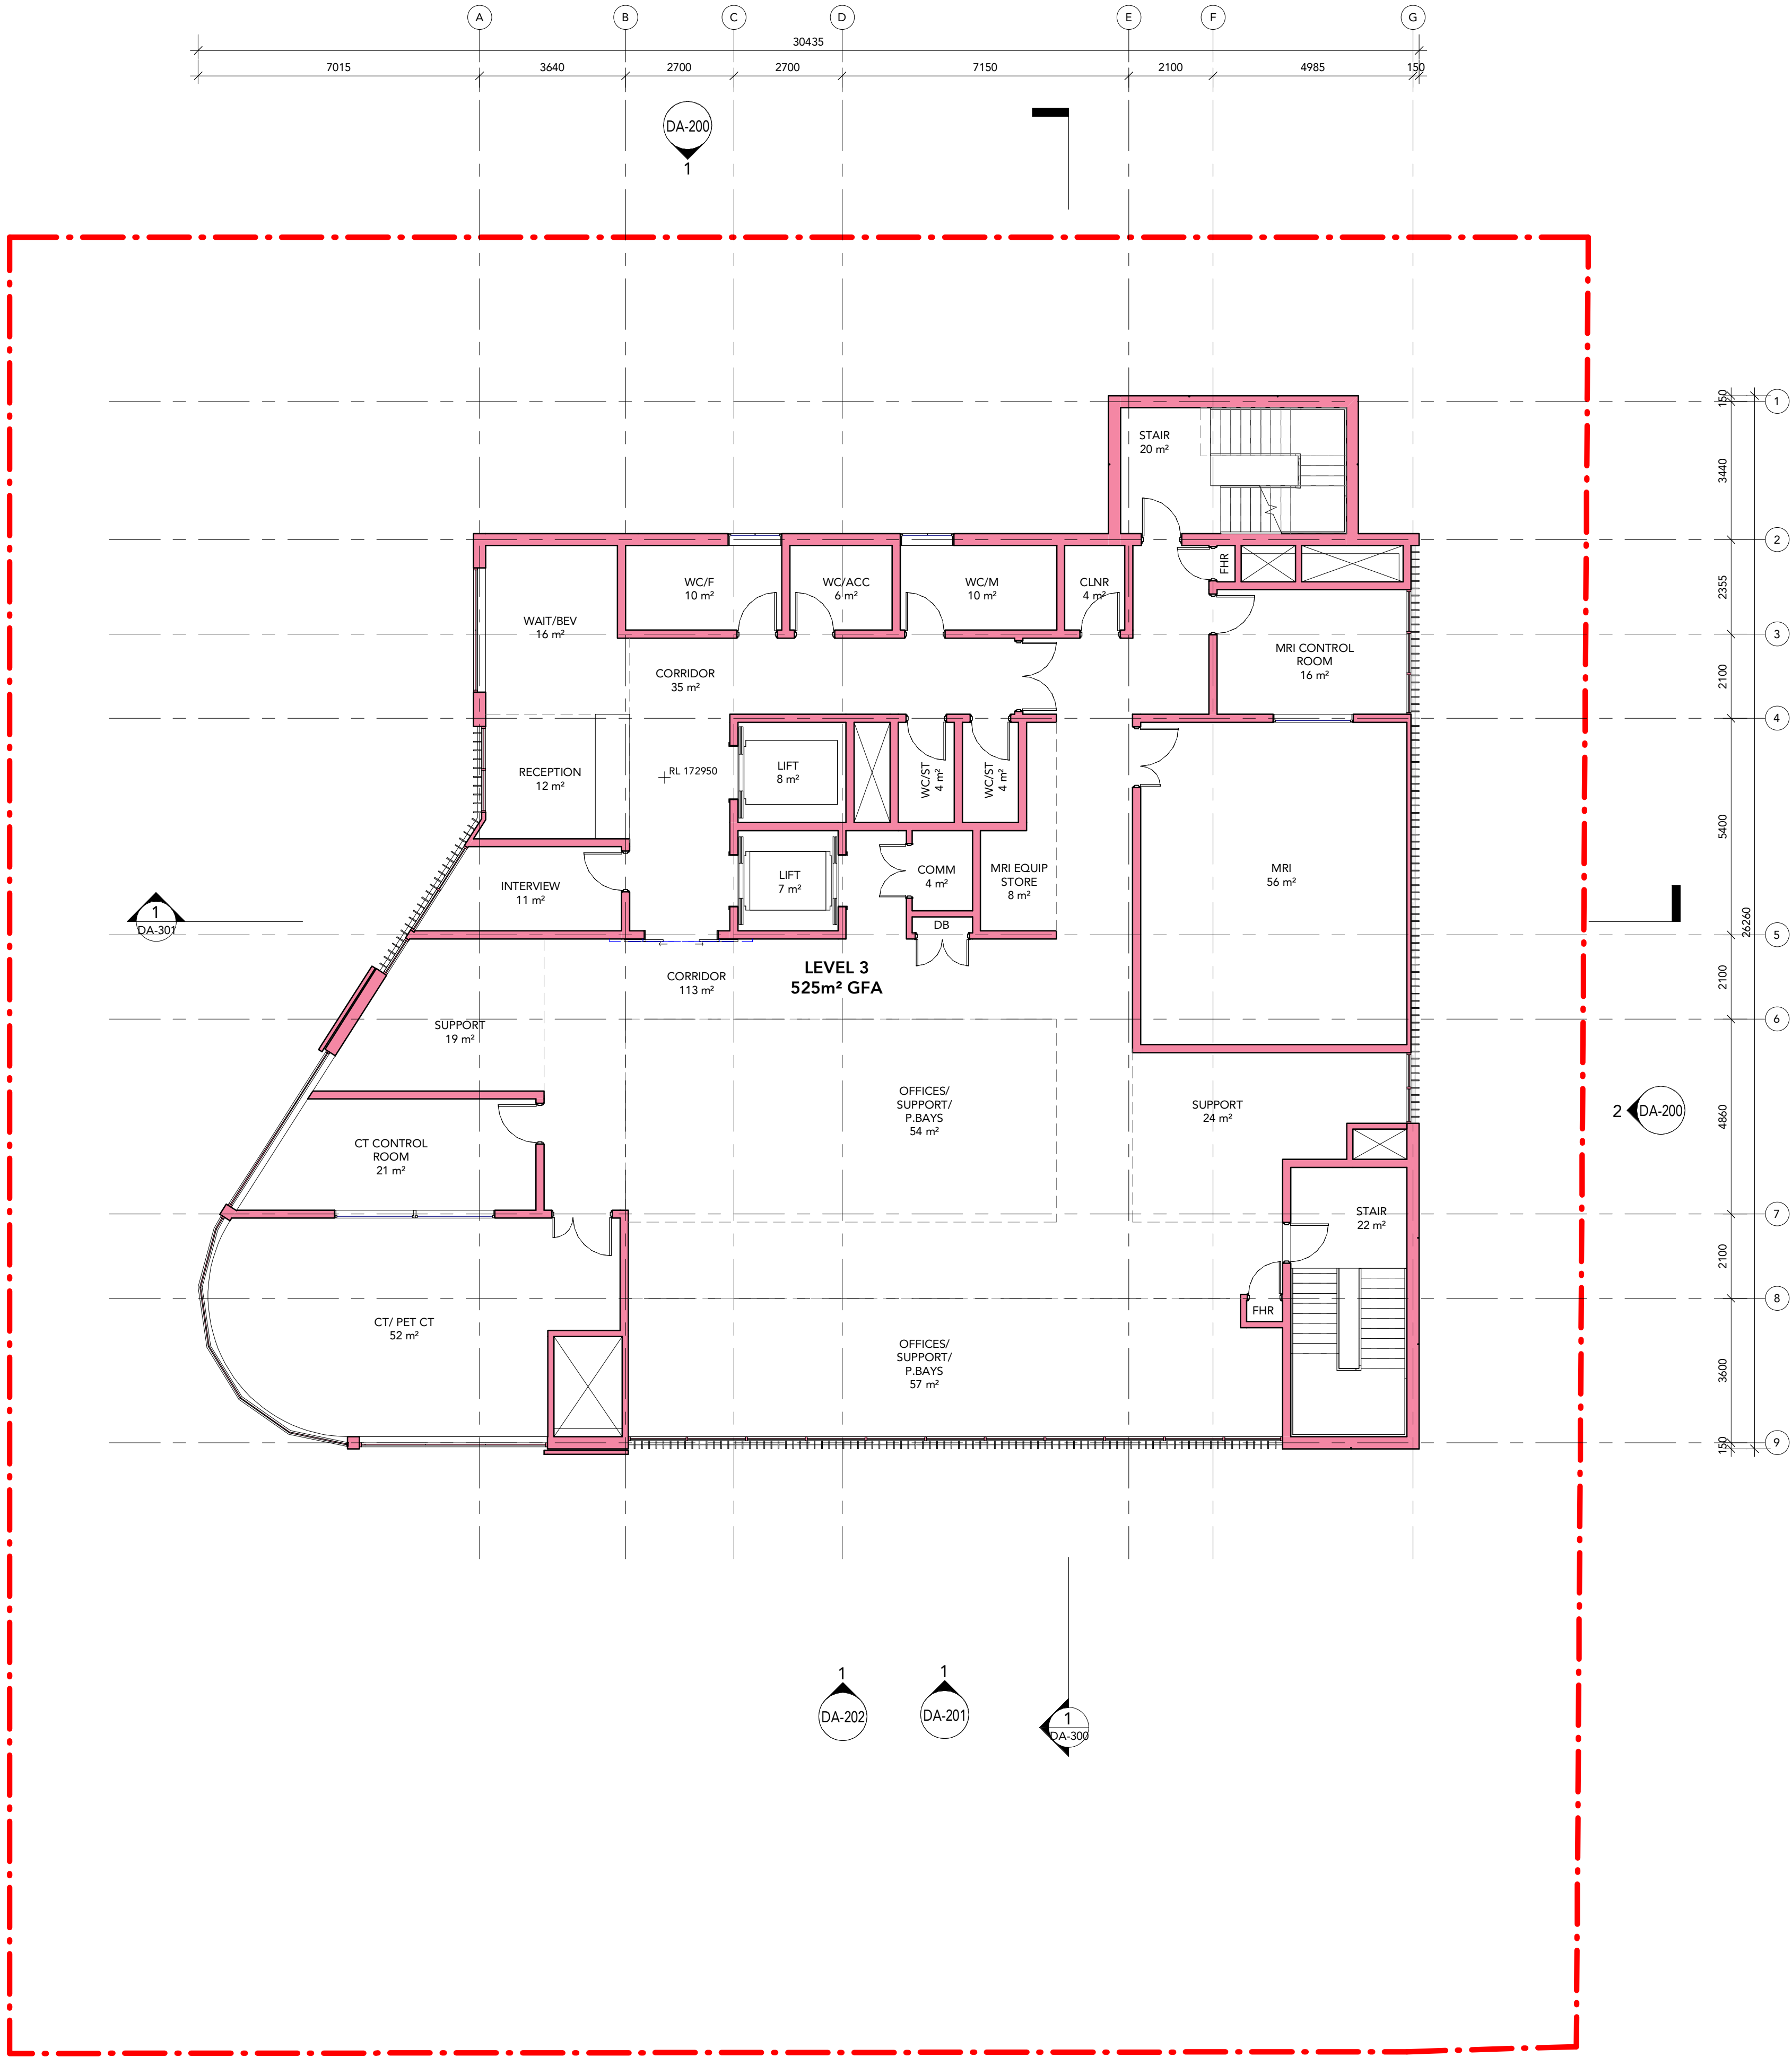 A
B
C
D
E
F
G
30435
7015
3640
2700
2700
7150
2100
4985
150
DA-200
1
150
1
3440
STAIR
20 m²
2
FHR
2355
WC/F
10 m²
WC/ACC
6 m²
WC/M
10 m²
CLNR
4 m²
WAIT/BEV
16 m²
3
MRI CONTROL
ROOM
16 m²
2100
CORRIDOR
35 m²
4
RECEPTION
12 m²
RL 172950
LIFT
8 m²
WC/ST
4 m²
WC/ST
4 m²
5400
INTERVIEW
11 m²
LIFT
7 m²
COMM
4 m²
MRI EQUIP
STORE
8 m²
MRI
56 m²
1
DA-301
DB
26260
5
CORRIDOR
113 m²
LEVEL 3
525m² GFA
2100
SUPPORT
19 m²
6
OFFICES/
SUPPORT/
P.BAYS
54 m²
SUPPORT
24 m²
4860
2
DA-200
CT CONTROL
ROOM
21 m²
STAIR
22 m²
7
2100
8
FHR
CT/ PET CT
52 m²
OFFICES/
SUPPORT/
P.BAYS
57 m²
3600
150
9
1
DA-202
1
DA-201
1
DA-300